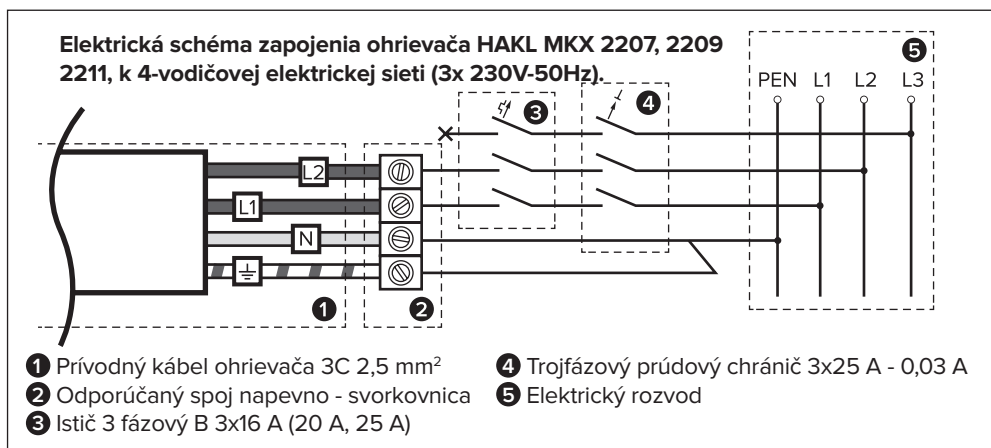 Elektrická schéma zapojenia ohrievača HAKL MKX 2207, 2209
2211, k 4-vodičovej elektrickej sieti (3x 230V-50Hz).
5
PEN L1 L2 L3
3
4
L2
L1
N
1
2
1 Prívodný kábel ohrievača 3C 2,5 mm²
2 Odporúčaný spoj napevno - svorkovnica
3 Istič 3 fázový B 3x16 A (20 A, 25 A)
4 Trojfázový prúdový chránič 3x25 A - 0,03 A
5 Elektrický rozvod